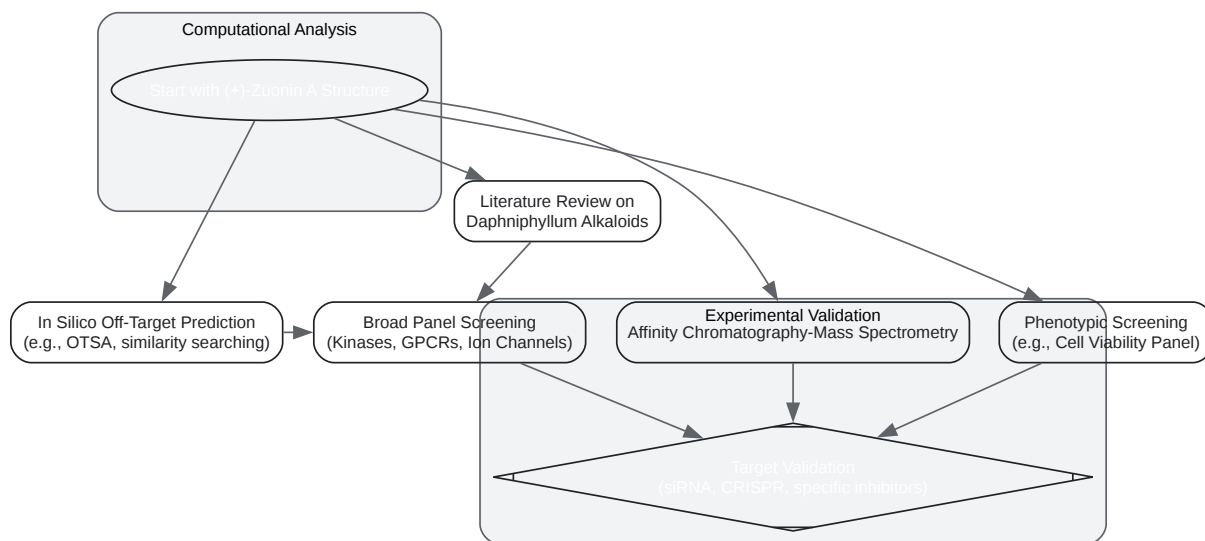 Computational Analysis
Start with (+)-Zuonin A Structure
Literature Review on
Daphniphyllum Alkaloids
In Silico Off-Target Prediction
(e.g., OTSA, similarity searching)
Broad Panel Screening
(Kinases, GPCRs, Ion Channels)
Experimental Validation
Affinity Chromatography-Mass Spectrometry
Phenotypic Screening
(e.g., Cell Viability Panel)
Target Validation
(siRNA, CRISPR, specific inhibitors)